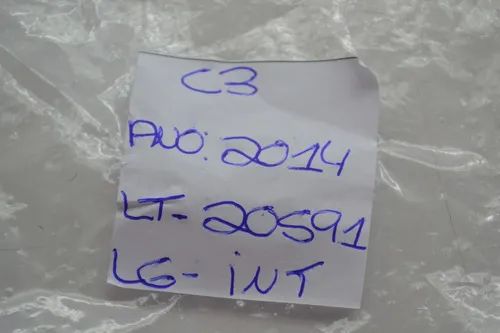 C3
ANO: 2014
LT-20591
LG-INT